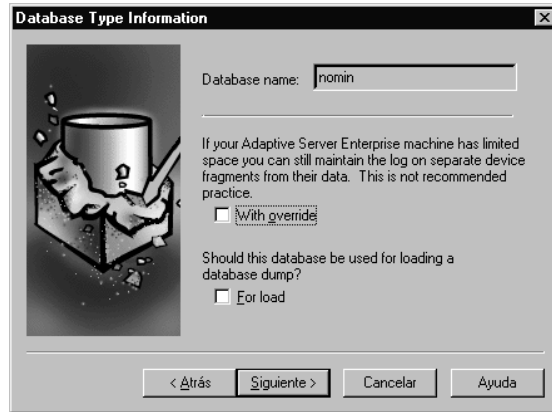 Database Type Information
Database name: nomin
If your Adaptive Server Enterprise machine has limited
space you can still maintain the log on separate device
fragments from their data. This is not recommended
practice.
With override
Should this database be used for loading a
database dump?
For load
< Atrás
Siguiente >
Cancelar
Ayuda